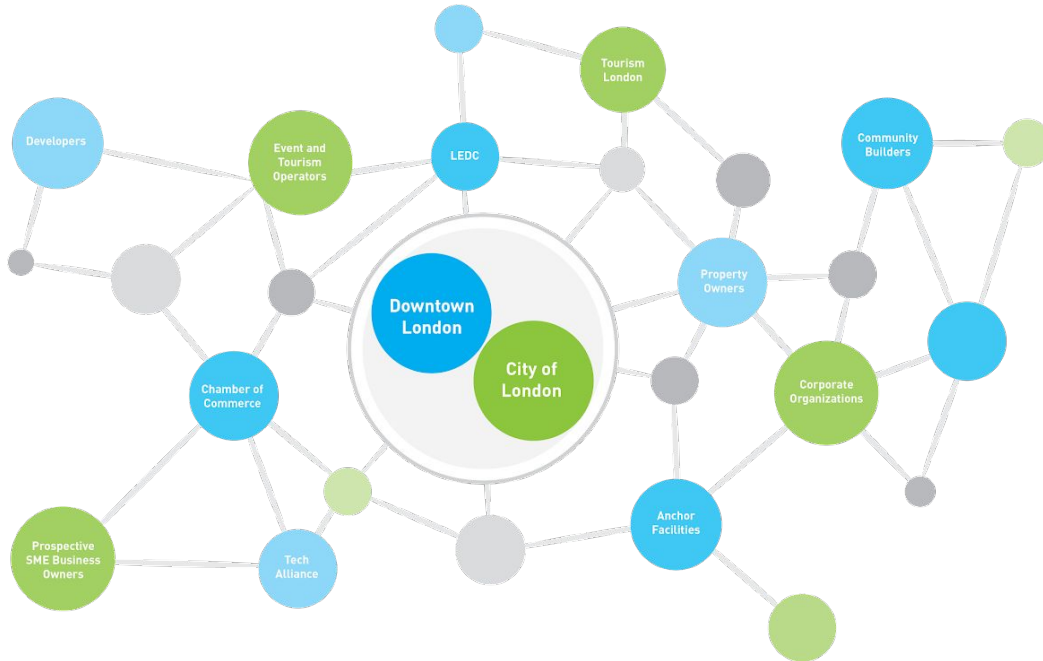 Tourism
London
Developers
Event and
Tourism
Operators
LEDC
Community
Builders
Property
Owners
Downtown
London
City of
London
Chamber of
Commerce
Corporate
Organizations
Anchor
Facilities
Prospective
SME Business
Owners
Tech
Alliance